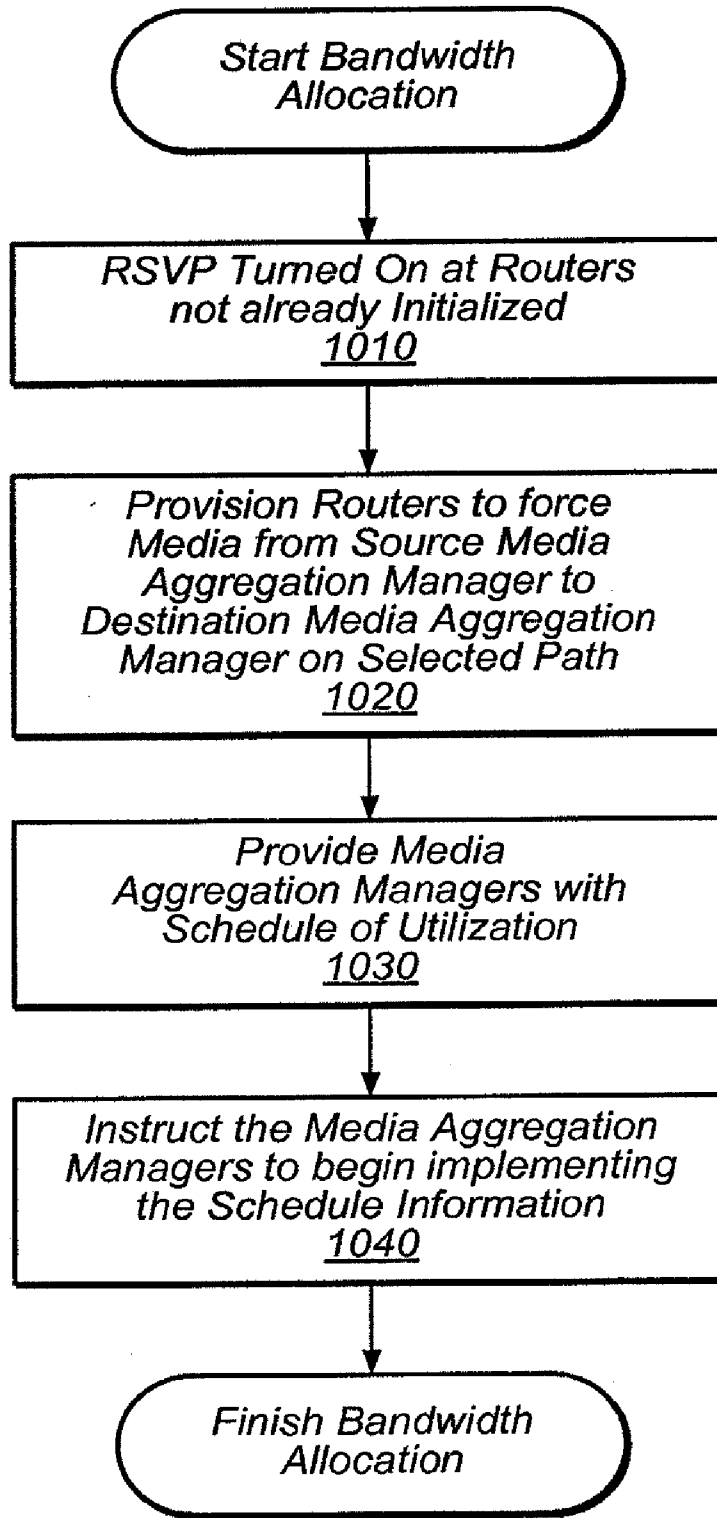 Start Bandwidth
Allocation
RSVP Turned On at Routers
not already Initialized
1010
Provision Routers to force
Media from Source Media
Aggregation Manager to
Destination Media Aggregation
Manager on Selected Path
1020
Provide Media
Aggregation Managers with
Schedule of Utilization
1030
Instruct the Media Aggregation
Managers to begin implementing
the Schedule Information
1040
Finish Bandwidth
Allocation